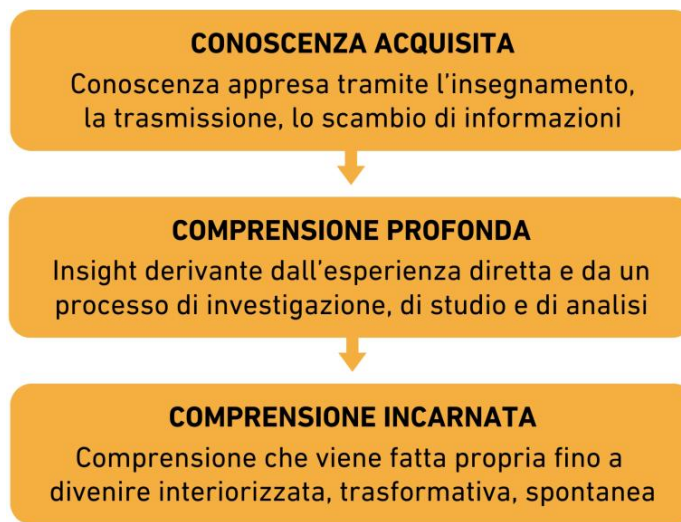 CONOSCENZA ACQUISITA
Conoscenza appresa tramite l'insegnamento,
la trasmissione, lo scambio di informazioni
COMPRENSIONE PROFONDA
Insight derivante dall'esperienza diretta e da un
processo di investigazione, di studio e di analisi
COMPRENSIONE INCARNATA
Comprensione che viene fatta propria fino a
divenire interiorizzata, trasformativa, spontanea